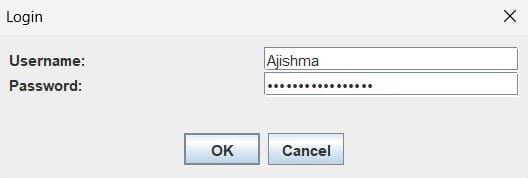 Login
Username: Ajishma
Password: •••••••••••••••••
OK Cancel